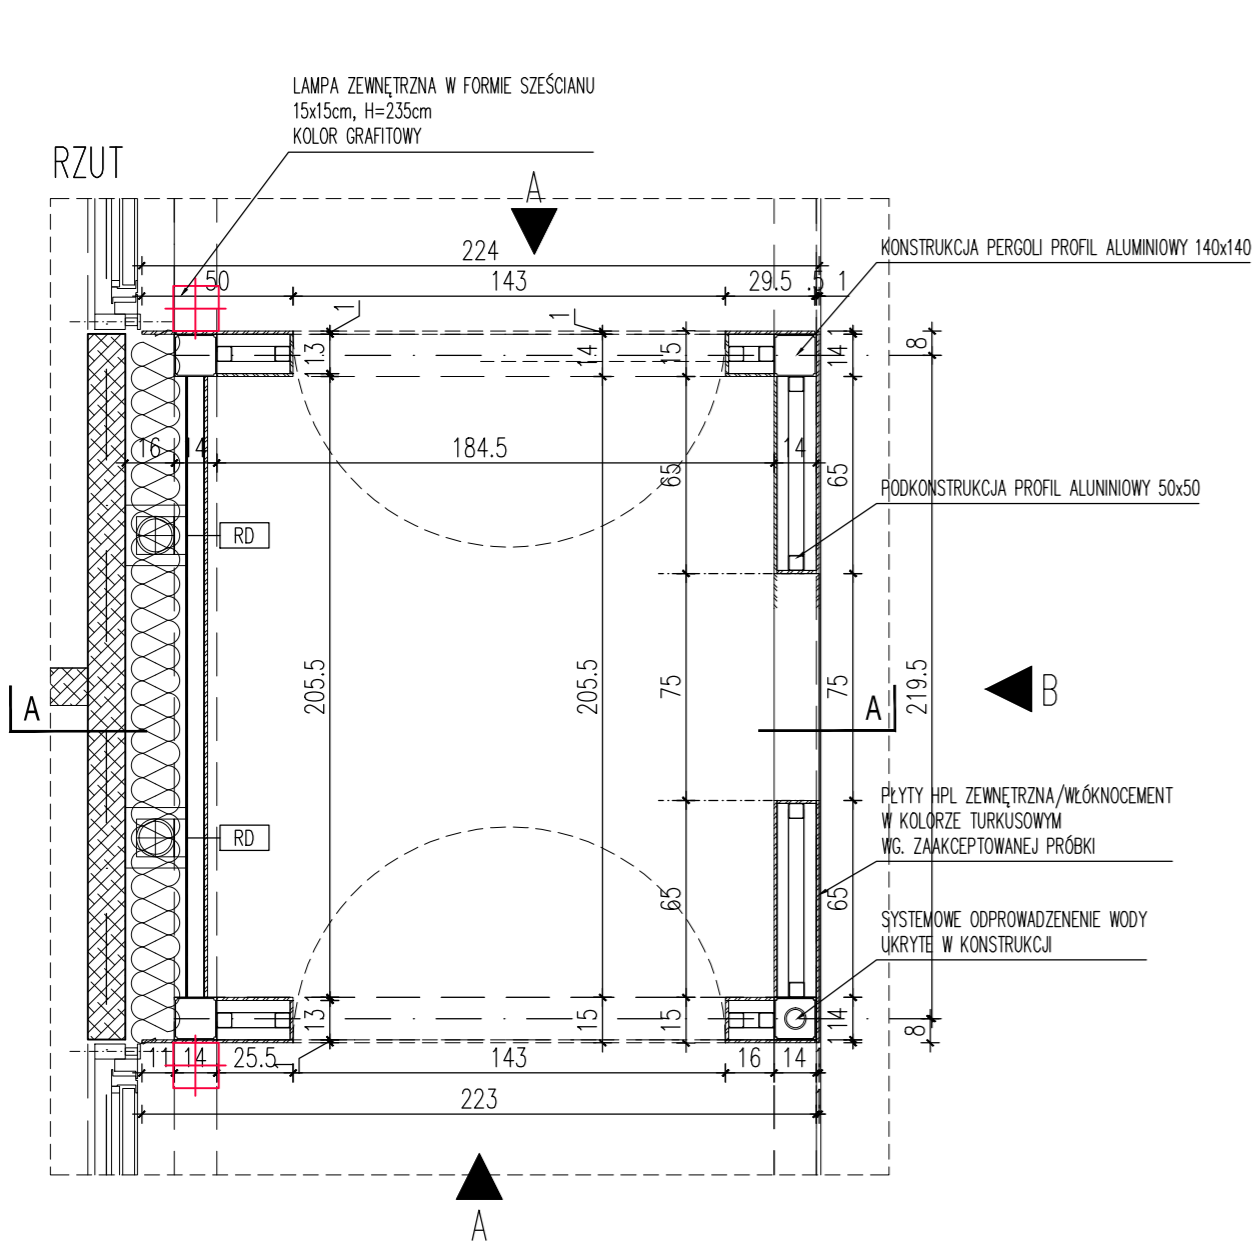 LAMPA ZEWNĘTRZNA W FORMIE SZEŚCIANU
15x15cm, H=235cm
KOLOR GRAFITOWY
RZUT
A
224
KONSTRUKCJA PERGOLI PROFIL ALUMINIOWY 140x140
50 143 29.5 .5 1
1 1
13 14 15 14 1 8
16 14 184.5 14
65 65
PODKONSTRUKCJA PROFIL ALUNINIOWY 50x50
RD
205.5 205.5 75 75 219.5
B
A A
PŁYTY HPL ZEWNĘTRZNA/WŁÓKNOCEMENT
W KOLORZE TURKUSOWYM
WG. ZAAKCEPTOWANEJ PRÓBKI
RD
65 65
SYSTEMOWE ODPROWADZENENIE WODY
UKRYTE W KONSTRUKCJI
13 1 15 15 14 8
11 14 25.5 1 143 16 14 1
223
A